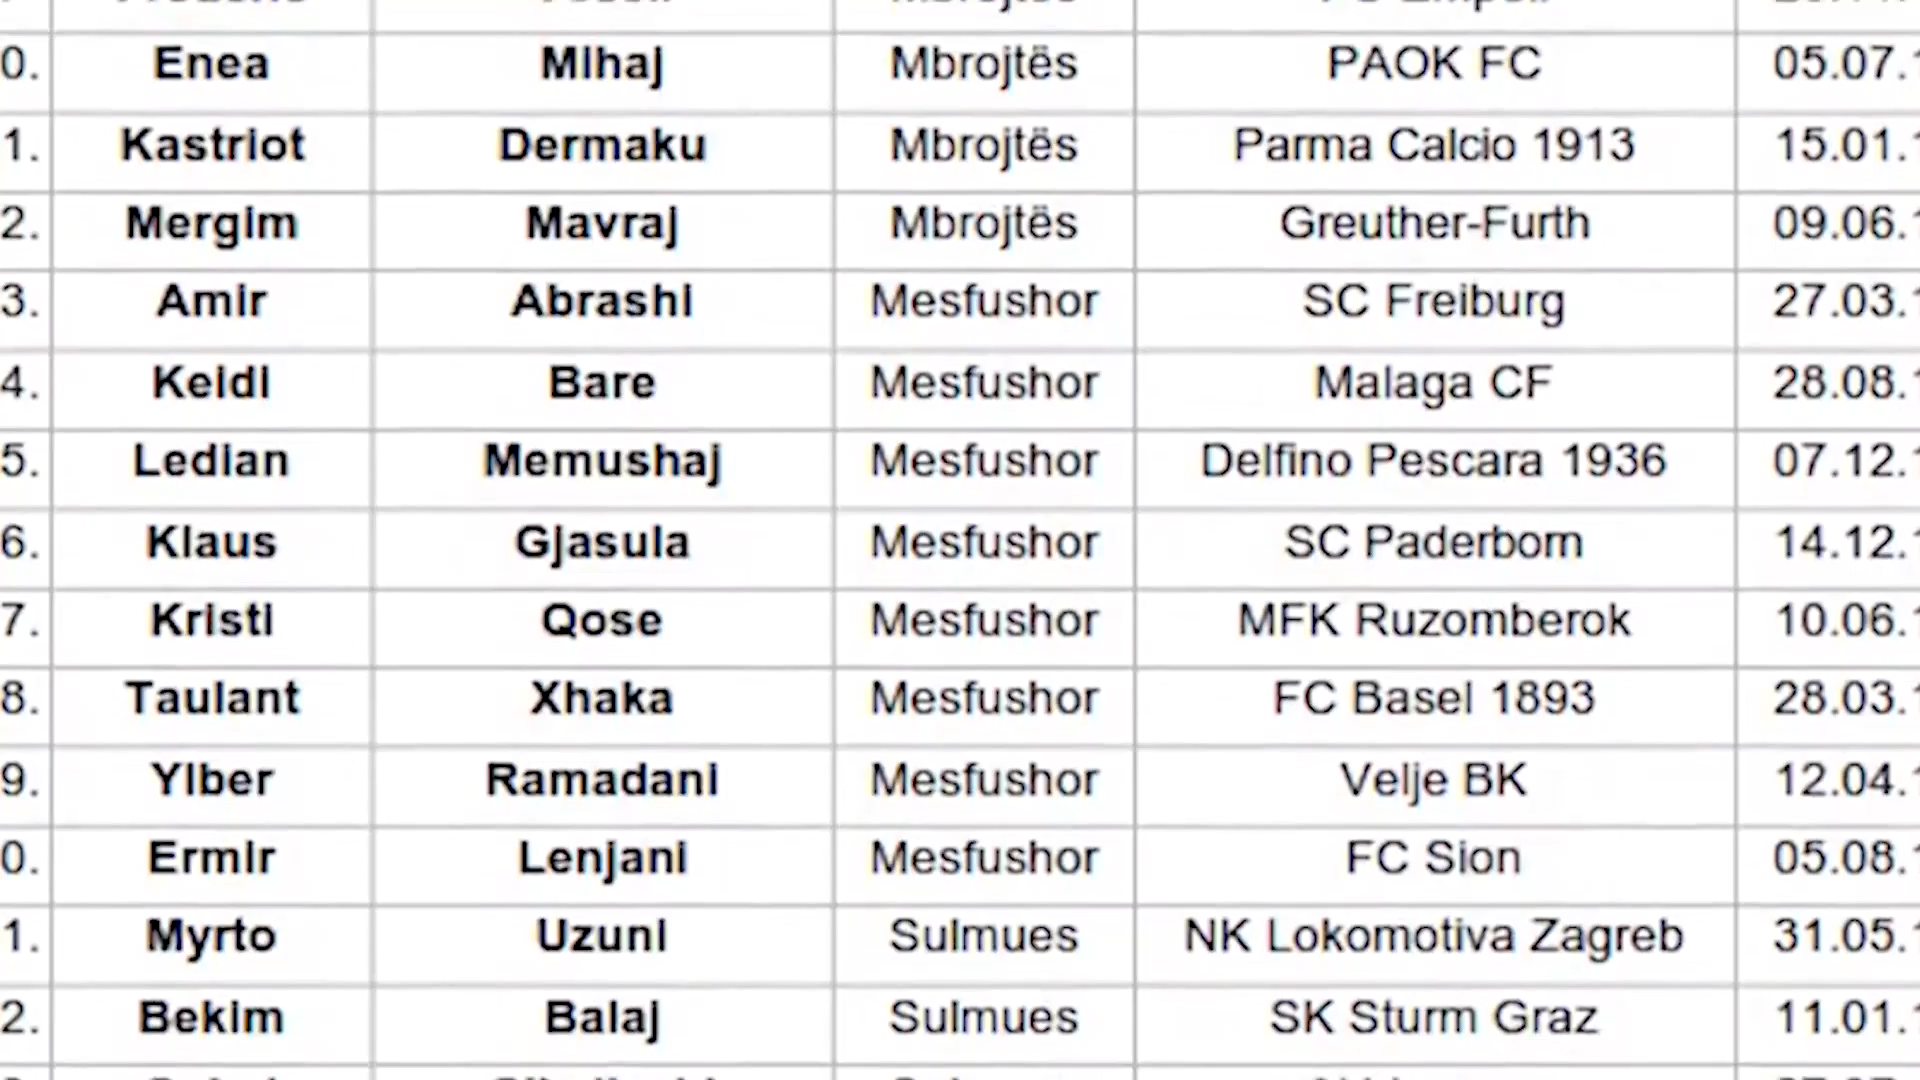 0. Enea Mihaj Mbrojtës PAOK FC 05.07.
1. Kastriot Dermaku Mbrojtës Parma Calcio 1913 15.01.
2. Mergim Mavraj Mbrojtës Greuther-Furth 09.06.
3. Amir Abrashi Mesfushor SC Freiburg 27.03.
4. Keidi Bare Mesfushor Malaga CF 28.08.
5. Ledian Memushaj Mesfushor Delfino Pescara 1936 07.12.
6. Klaus Gjasula Mesfushor SC Paderborn 14.12.
7. Kristi Qose Mesfushor MFK Ruzomberok 10.06.
8. Taulant Xhaka Mesfushor FC Basel 1893 28.03.
9. Ylber Ramadani Mesfushor Velje BK 12.04.
0. Ermir Lenjani Mesfushor FC Sion 05.08.
1. Myrto Uzuni Sulmues NK Lokomotiva Zagreb 31.05.
2. Bekim Balaj Sulmues SK Sturm Graz 11.01.